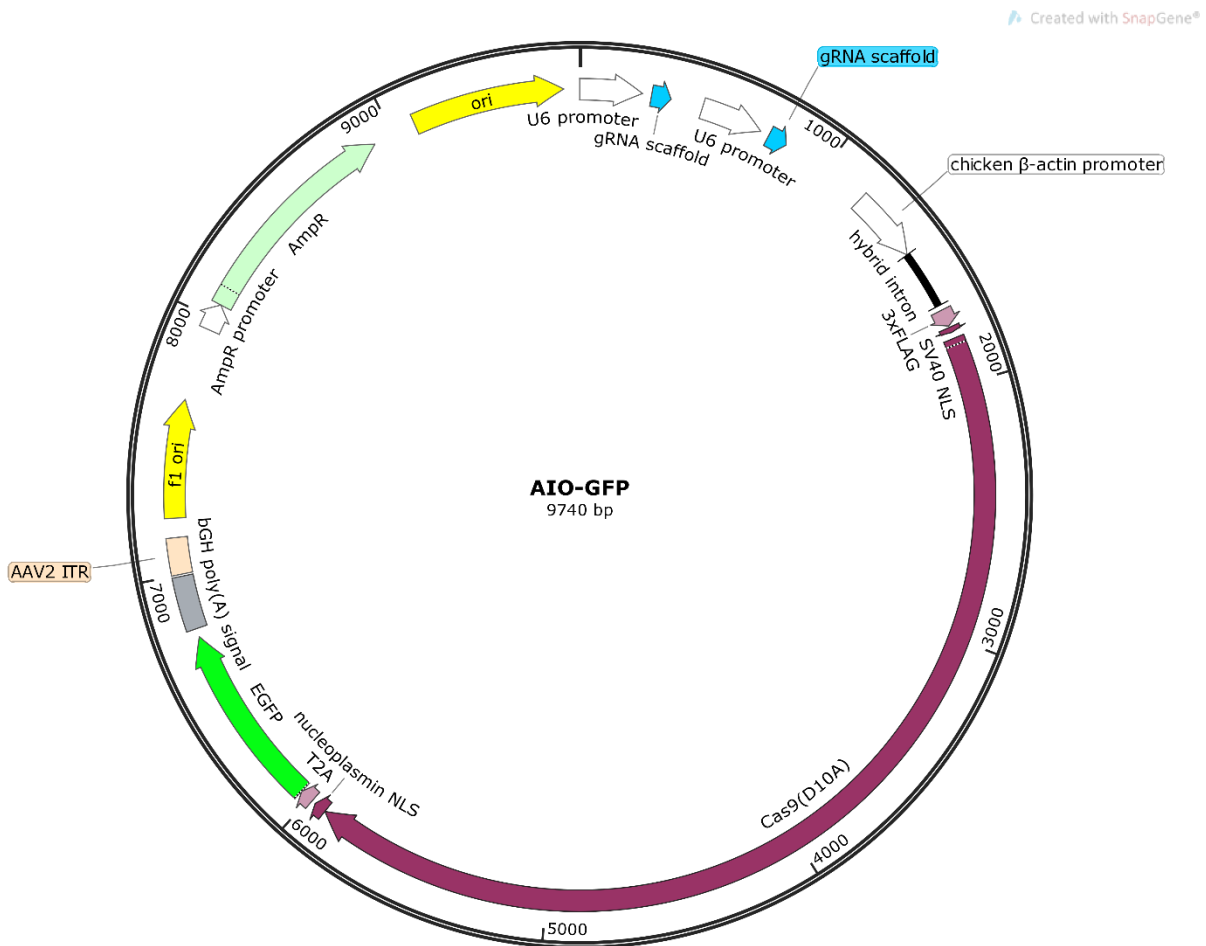 Created with SnapGene®
gRNA scaffold
ori
U6 promoter
gRNA scaffold
U6 promoter
1000
chicken β-actin promoter
hybrid intron
3xFLAG
SV40 NLS
2000
9000
AmpR
AmpR promoter
8000
f1 ori
AIO-GFP
9740 bp
AAV2 ITR
bGH poly(A) signal
7000
3000
EGFP
T2A
nucleoplasmin NLS
Cas9(D10A)
6000
4000
5000